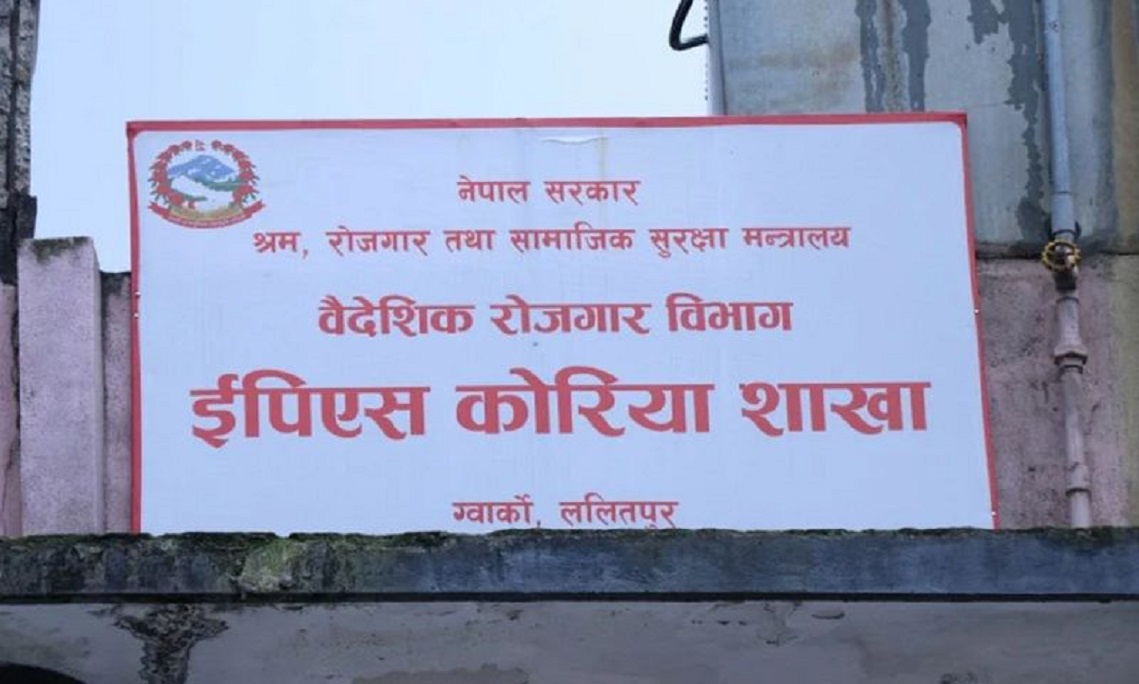 नेपाल सरकार
श्रम, रोजगार तथा सामाजिक सुरक्षा मन्त्रालय
वैदेशिक रोजगार विभाग
ईपिएस कोरिया शाखा
ग्वार्को, ललितपुर